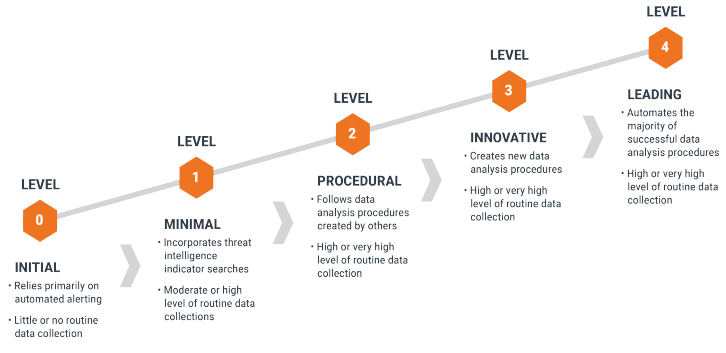 LEVEL
0
INITIAL
• Relies primarily on
automated alerting
• Little or no routine
data collection
LEVEL
1
MINIMAL
• Incorporates threat
intelligence
indicator searches
• Moderate or high
level of routine data
collections
LEVEL
2
PROCEDURAL
• Follows data
analysis procedures
created by others
• High or very high
level of routine data
collection
LEVEL
3
INNOVATIVE
• Creates new data
analysis procedures
• High or very high
level of routine data
collection
LEVEL
4
LEADING
• Automates the
majority of
successful data
analysis procedures
• High or very high
level of routine data
collection